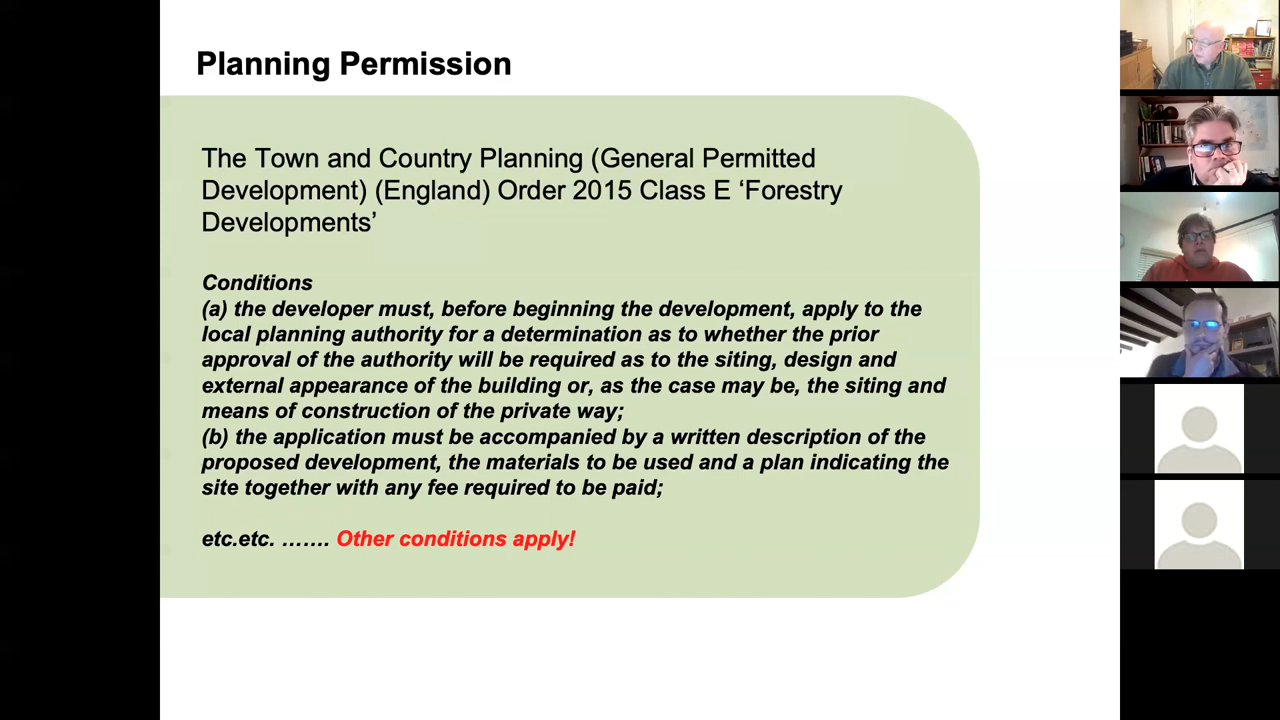 Planning Permission
The Town and Country Planning (General Permitted
Development) (England) Order 2015 Class E ‘Forestry
Developments’
Conditions
(a) the developer must, before beginning the development, apply to the
local planning authority for a determination as to whether the prior
approval of the authority will be required as to the siting, design and
external appearance of the building or, as the case may be, the siting and
means of construction of the private way;
(b) the application must be accompanied by a written description of the
proposed development, the materials to be used and a plan indicating the
site together with any fee required to be paid;
etc.etc. ……. Other conditions apply!